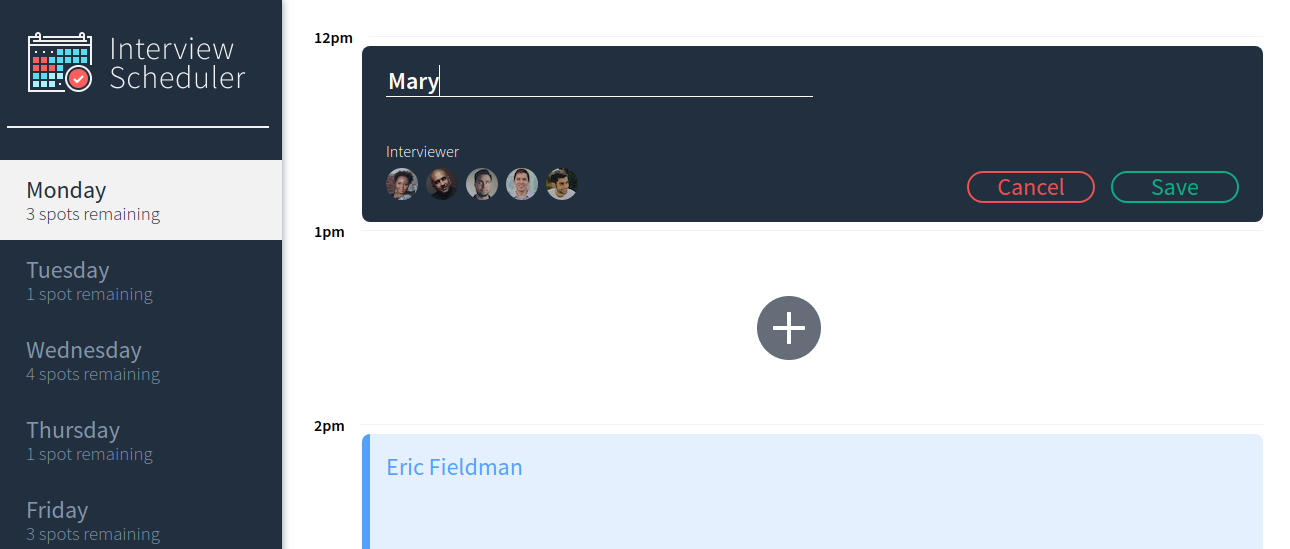 Interview
Scheduler
Monday
3 spots remaining
Tuesday
1 spot remaining
Wednesday
4 spots remaining
Thursday
1 spot remaining
Friday
3 spots remaining
12pm
Mary
Interviewer
Cancel
Save
1pm
2pm
Eric Fieldman